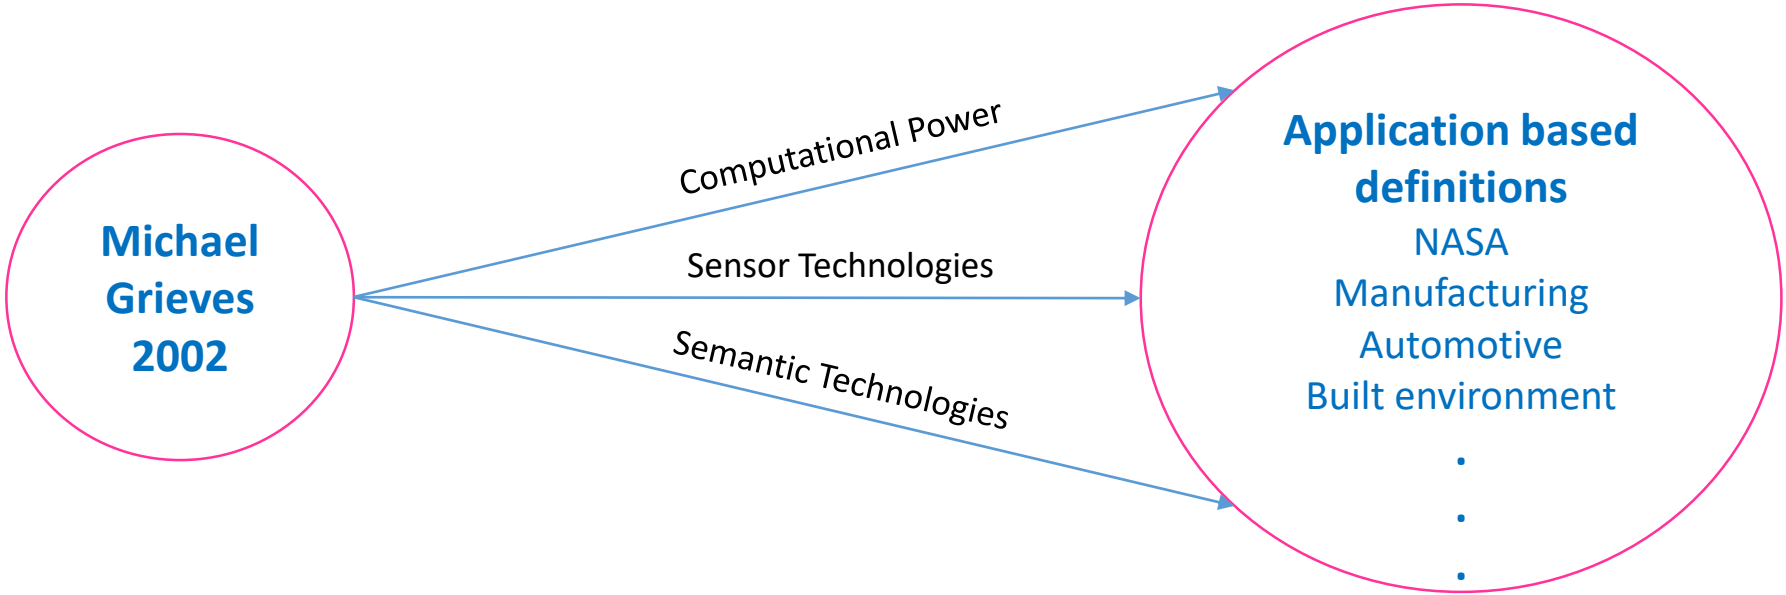 Michael
Grieves
2002
Computational Power
Sensor Technologies
Semantic Technologies
Application based
definitions
NASA
Manufacturing
Automotive
Built environment
.
.
.